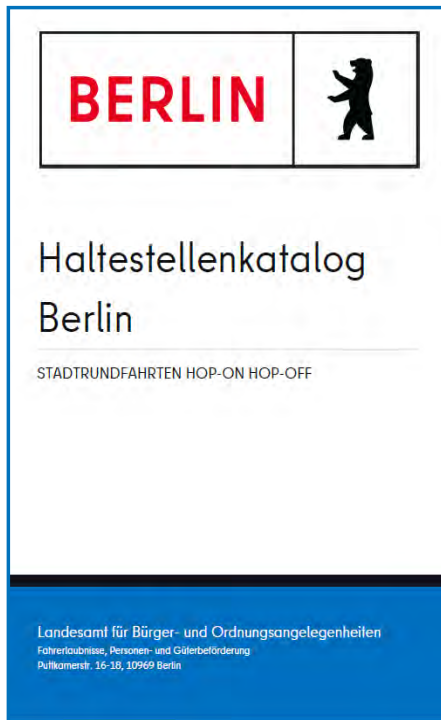 BERLIN
Haltestellenkatalog
Berlin
STADTRUNDFAHRTEN HOP-ON HOP-OFF
Landesamt für Bürger- und Ordnungsangelegenheiten
Fahrerlaubnisse, Personen- und Güterbeförderung
Puttkamerstr. 16-18, 10969 Berlin